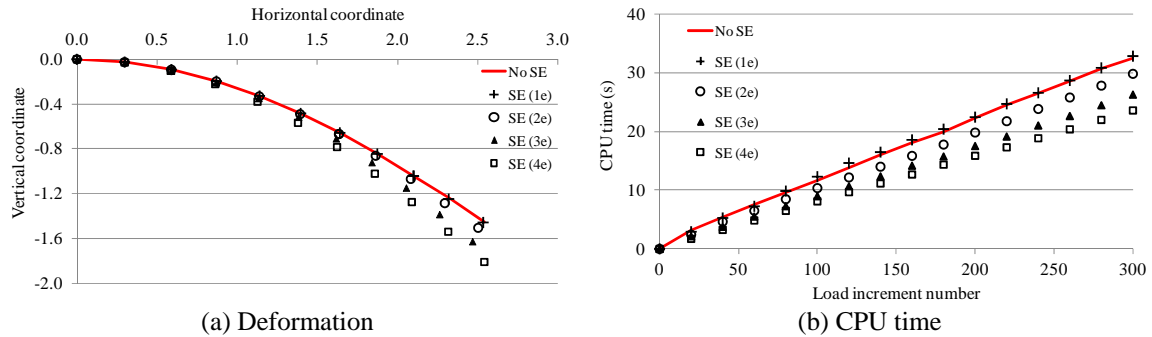 Horizontal coordinate
0.0 0.5 1.0 1.5 2.0 2.5 3.0
0.0
-0.4
-0.8
-1.2
-1.6
-2.0
Vertical coordinate
No SE
SE (1e)
SE (2e)
SE (3e)
SE (4e)
(a) Deformation
40
30
20
10
0
CPU time (s)
No SE
SE (1e)
SE (2e)
SE (3e)
SE (4e)
0 50 100 150 200 250 300
Load increment number
(b) CPU time